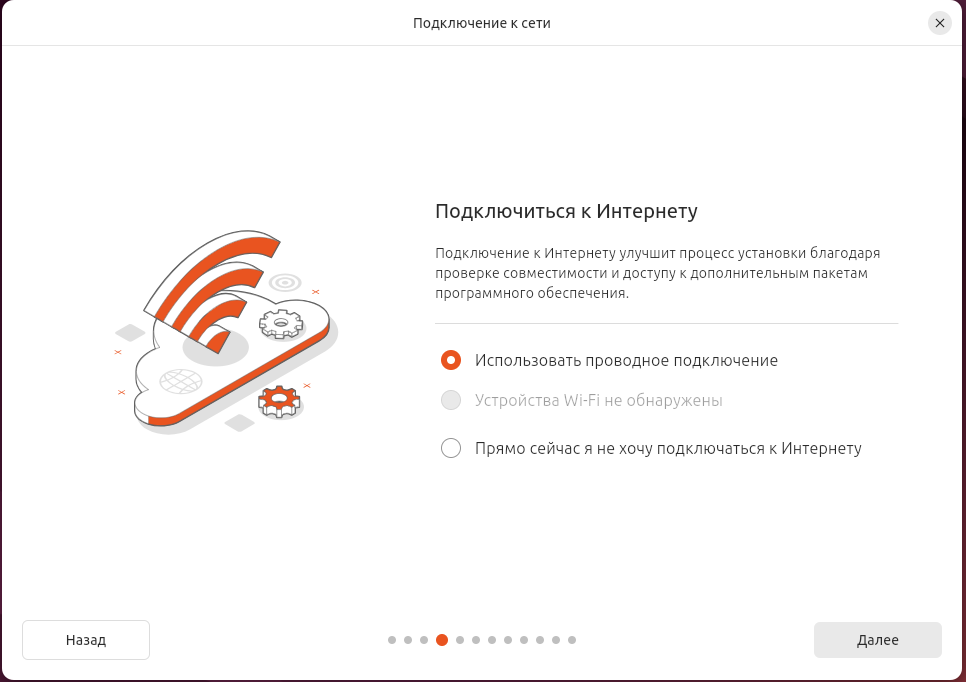 Подключение к сети
Подключиться к Интернету
Подключение к Интернету улучшит процесс установки благодаря
проверке совместимости и доступу к дополнительным пакетам
программного обеспечения.
Использовать проводное подключение
Устройства Wi-Fi не обнаружены
Прямо сейчас я не хочу подключаться к Интернету
Назад
Далее